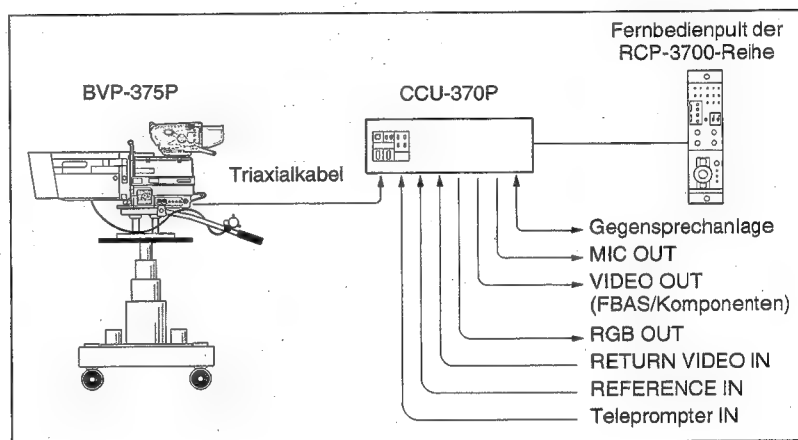 Fernbedienpult der
RCP-3700-Reihe
BVP-375P
CCU-370P
Triaxialkabel
Gegensprechanlage
MIC OUT
VIDEO OUT
(FBAS/Komponenten)
RGB OUT
RETURN VIDEO IN
REFERENCE IN
Teleprompter IN